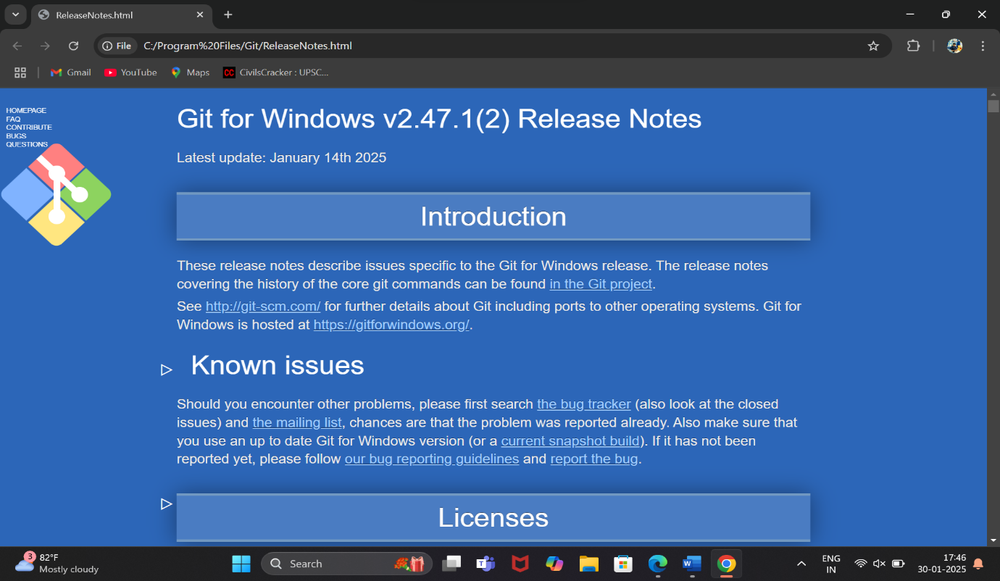 ReleaseNotes.html
File
C:/Program%20Files/Git/ReleaseNotes.html
Gmail
YouTube
Maps
CC
CivilsCracker : UPSC...
HOMEPAGE
FAQ
CONTRIBUTE
BUGS
QUESTIONS
Git for Windows v2.47.1(2) Release Notes
Latest update: January 14th 2025
Introduction
These release notes describe issues specific to the Git for Windows release. The release notes
covering the history of the core git commands can be found in the Git project.
See http://git-scm.com/ for further details about Git including ports to other operating systems. Git for
Windows is hosted at https://gitforwindows.org/.
Known issues
Should you encounter other problems, please first search the bug tracker (also look at the closed
issues) and the mailing list, chances are that the problem was reported already. Also make sure that
you use an up to date Git for Windows version (or a current snapshot build). If it has not been
reported yet, please follow our bug reporting guidelines and report the bug.
Licenses
3
82°F
Mostly cloudy
Search
T
W
ENG
IN
17:46
30-01-2025